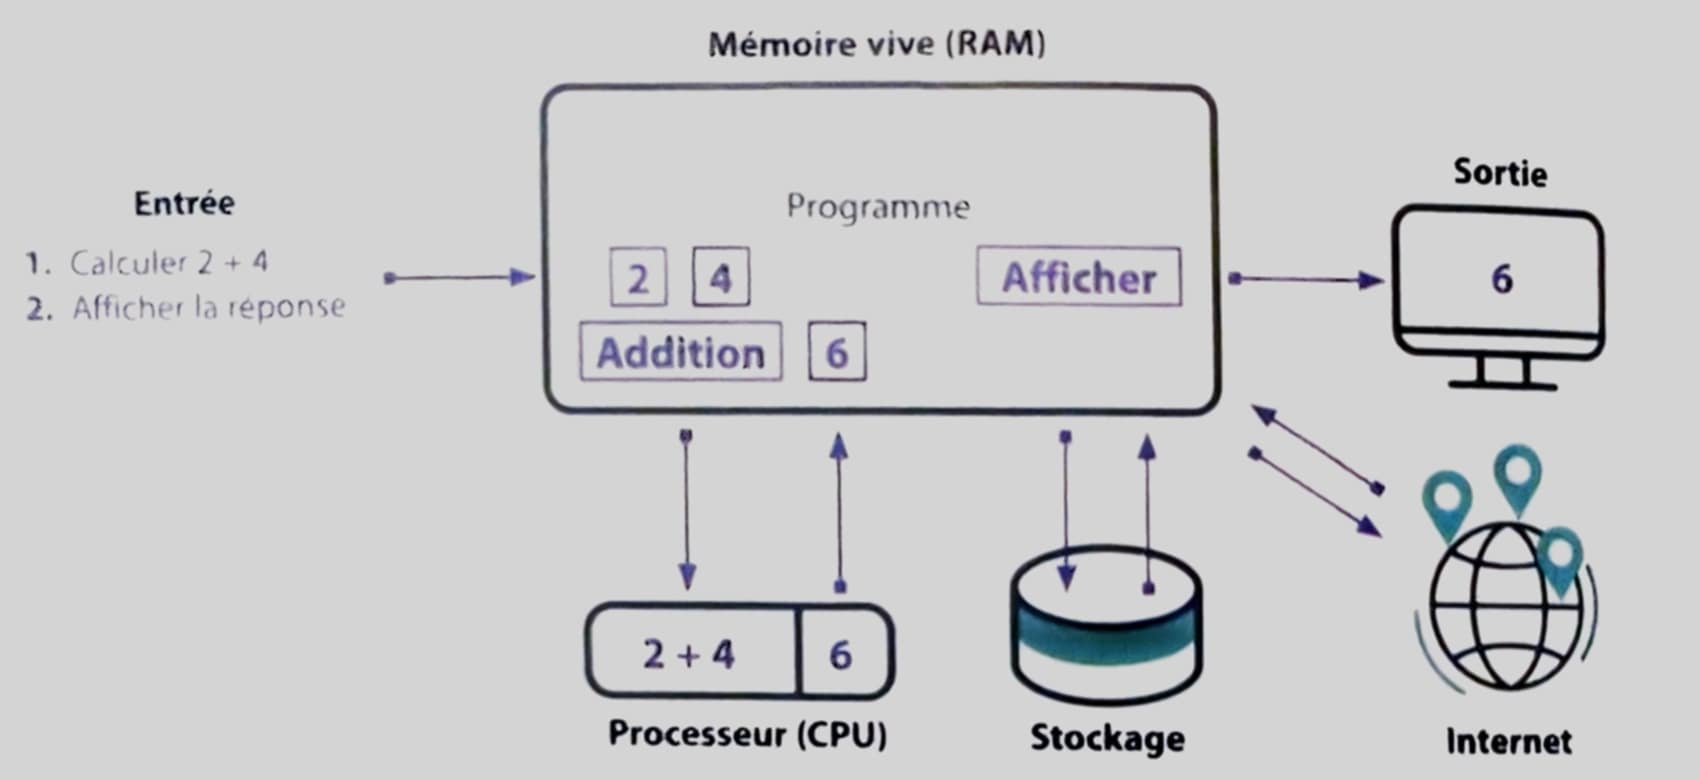 Mémoire vive (RAM)
Entrée
1. Calculer 2 + 4
2. Afficher la réponse
Programme
2 4
Afficher
Addition 6
Sortie
6
2 + 4 6
Processeur (CPU)
Stockage
Internet